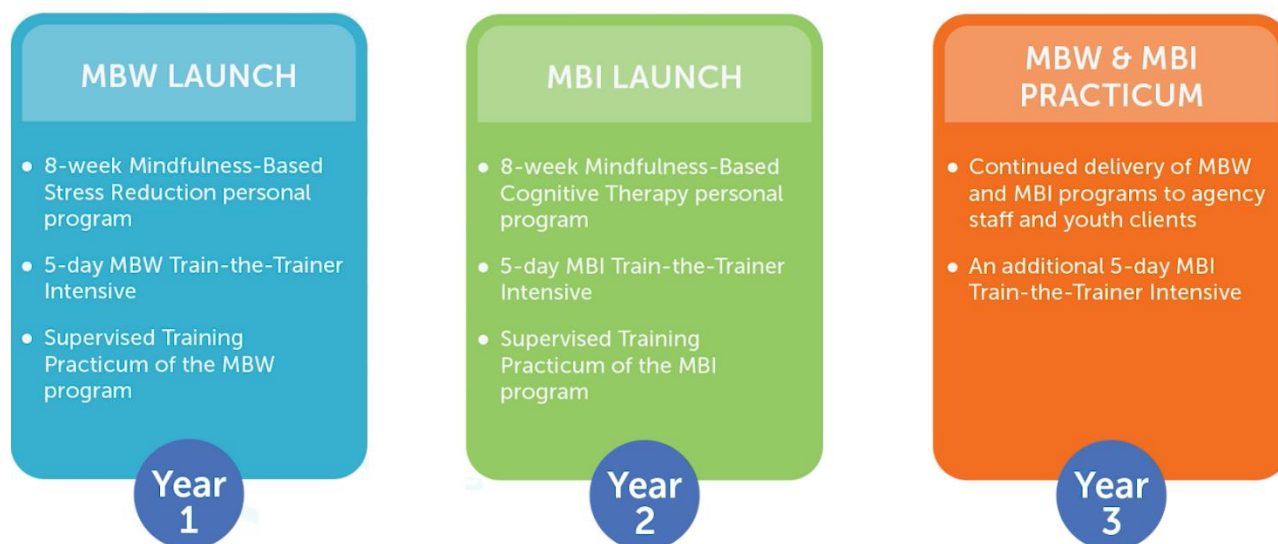 MBW LAUNCH
• 8-week Mindfulness-Based
Stress Reduction personal
program
• 5-day MBW Train-the-Trainer
Intensive
• Supervised Training
Practicum of the MBW
program
Year
1
MBI LAUNCH
• 8-week Mindfulness-Based
Cognitive Therapy personal
program
• 5-day MBI Train-the-Trainer
Intensive
• Supervised Training
Practicum of the MBI
program
Year
2
MBW & MBI
PRACTICUM
• Continued delivery of MBW
and MBI programs to agency
staff and youth clients
• An additional 5-day MBI
Train-the-Trainer Intensive
Year
3